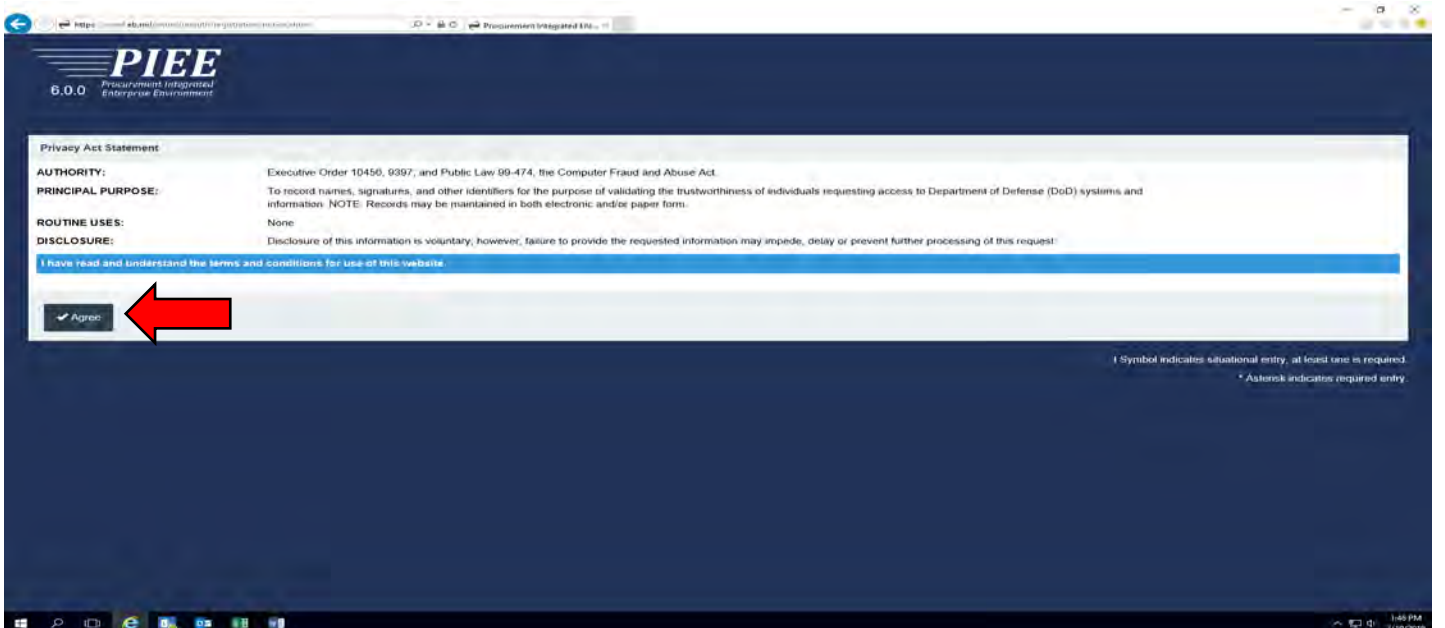 https
Procurement Integrated Ent...
PIEE
6.0.0 Procurement Integrated
Enterprise Environment
Privacy Act Statement
AUTHORITY: Executive Order 10450, 9397, and Public Law 99-474, the Computer Fraud and Abuse Act.
PRINCIPAL PURPOSE: To record names, signatures, and other identifiers for the purpose of validating the trustworthiness of individuals requesting access to Department of Defense (DoD) systems and
information. NOTE: Records may be maintained in both electronic and/or paper form.
ROUTINE USES: None
DISCLOSURE: Disclosure of this information is voluntary; however, failure to provide the requested information may impede, delay or prevent further processing of this request.
I have read and understand the terms and conditions for use of this website.
Agree
Symbol indicates situational entry, at least one is required.
* Asterisk indicates required entry.
1:46 PM